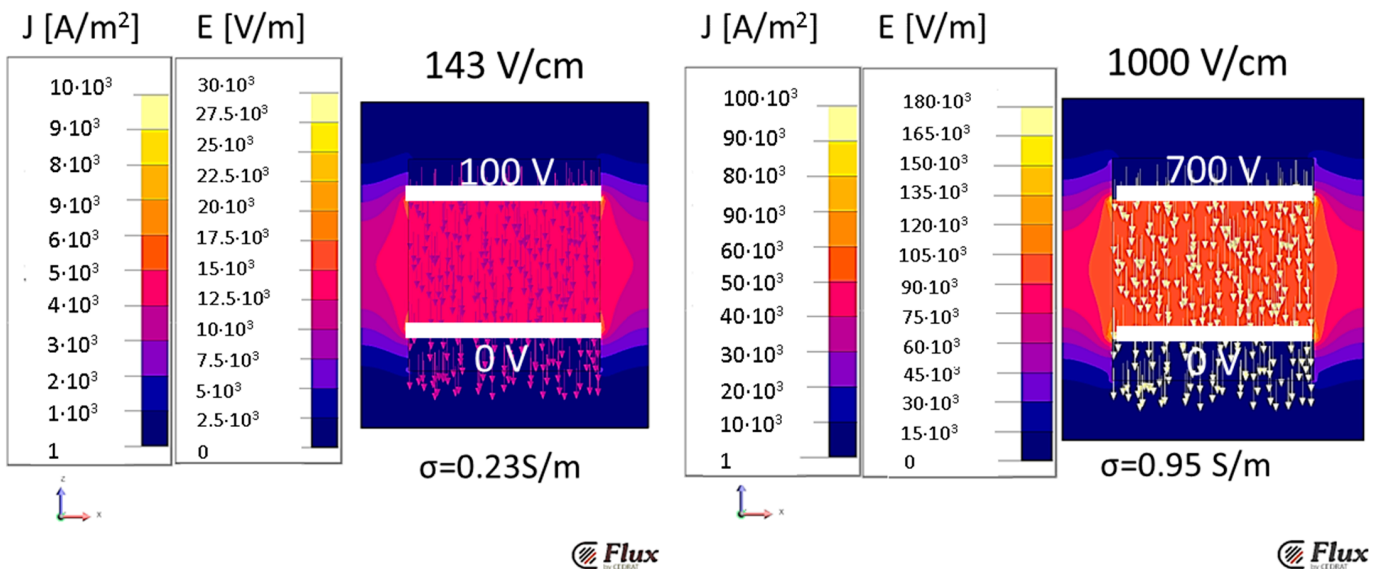 J [A/m²]
E [V/m]
143 V/cm
10·10³
9·10³
8·10³
9·10³
6·10³
5·10³
4·10³
3·10³
2·10³
1·10³
1
30·10³
27.5·10³
25·10³
22.5·10³
20·10³
17.5·10³
15·10³
12.5·10³
10·10³
7.5·10³
5·10³
2.5·10³
0
100 V
0 V
σ=0.23S/m
z
x
Flux
by CEDRAT
J [A/m²]
E [V/m]
1000 V/cm
100·10³
90·10³
80·10³
90·10³
60·10³
50·10³
40·10³
30·10³
20·10³
10·10³
1
180·10³
165·10³
150·10³
135·10³
120·10³
105·10³
90·10³
75·10³
60·10³
45·10³
30·10³
15·10³
0
700 V
0 V
σ=0.95 S/m
x
Flux
by CEDRAT